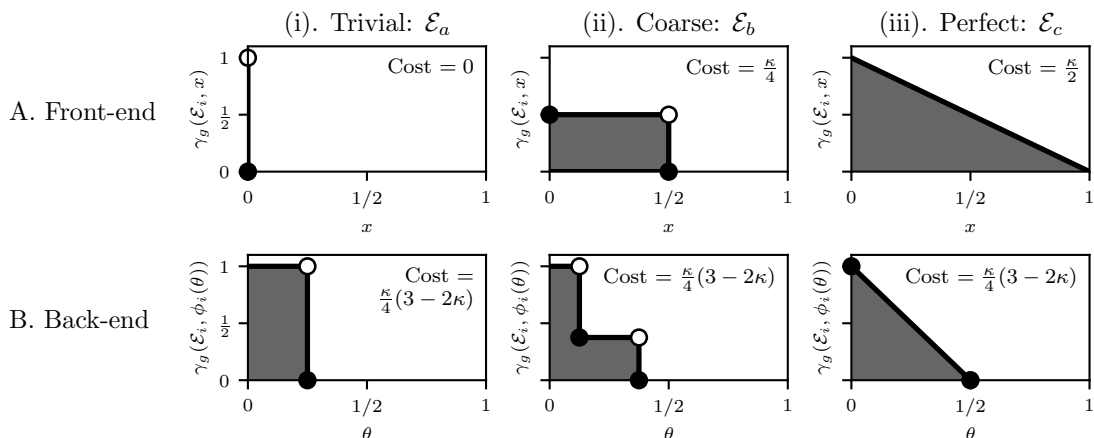 (i). Trivial: ℰ_a
(ii). Coarse: ℰ_b
(iii). Perfect: ℰ_c
A. Front-end
γ_g(ℰ_i, x)
1
1/2
0
Cost = 0
0
1/2
1
x
γ_g(ℰ_i, x)
Cost = κ/4
0
1/2
1
x
γ_g(ℰ_i, x)
Cost = κ/2
0
1/2
1
x
B. Back-end
γ_g(ℰ_i, ϕ_i(θ))
1
1/2
0
Cost =
κ/4(3 − 2κ)
0
1/2
1
θ
γ_g(ℰ_i, ϕ_i(θ))
Cost = κ/4(3 − 2κ)
0
1/2
1
θ
γ_g(ℰ_i, ϕ_i(θ))
Cost = κ/4(3 − 2κ)
0
1/2
1
θ